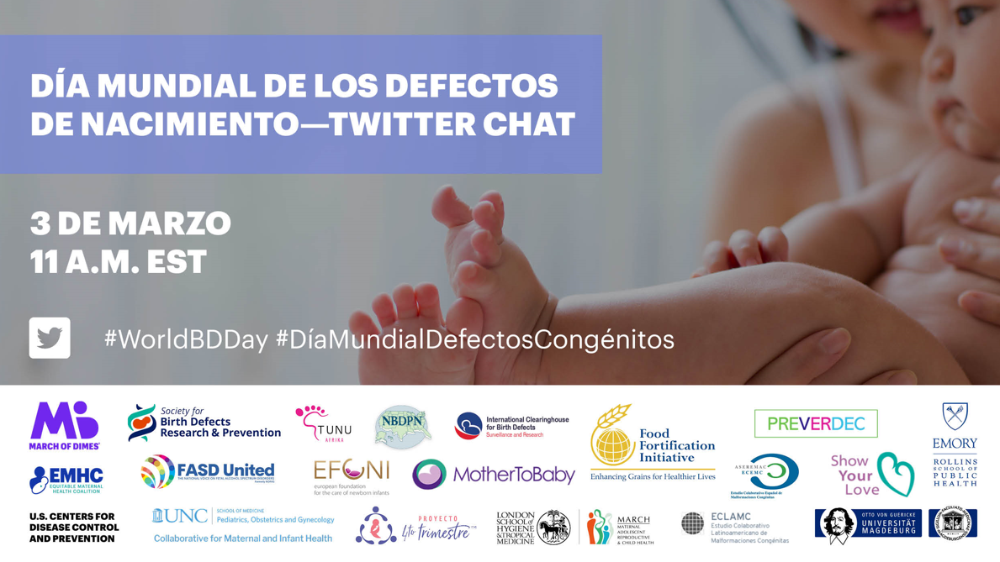 DÍA MUNDIAL DE LOS DEFECTOS
DE NACIMIENTO—TWITTER CHAT
3 DE MARZO
11 A.M. EST
#WorldBDDay #DíaMundialDefectosCongénitos
MARCH OF DIMES
Society for
Birth Defects
Research & Prevention
TUNU
AFRIKA
NBDPN
International Clearinghouse
for Birth Defects
Surveillance and Research
Food
Fortification
Initiative
Enhancing Grains for Healthier Lives
PREVERDEC
EMORY
ROLLINS
SCHOOL OF
PUBLIC
HEALTH
EMHC
EQUITABLE MATERNAL
HEALTH COALITION
FASD United
THE NATIONAL VOICE ON FETAL ALCOHOL SPECTRUM DISORDERS
EFCNI
european foundation
for the care of newborn infants
MotherToBaby
ASEREMAC
ECEMC
Estudio Colaborativo Español de
Malformaciones Congénitas
Show
Your
Love
U.S. CENTERS FOR
DISEASE CONTROL
AND PREVENTION
UNC
SCHOOL OF MEDICINE
Pediatrics, Obstetrics and Gynecology
Collaborative for Maternal and Infant Health
PROYECTO
4to Trimestre™
LONDON
SCHOOL of
HYGIENE
& TROPICAL
MEDICINE
MARCH
MATERNAL
ADOLESCENT
REPRODUCTIVE
& CHILD HEALTH
ECLAMC
Estudio Colaborativo
Latinoamericano de
Malformaciones Congénitas
OTTO VON GUERICKE
UNIVERSITÄT
MAGDEBURG